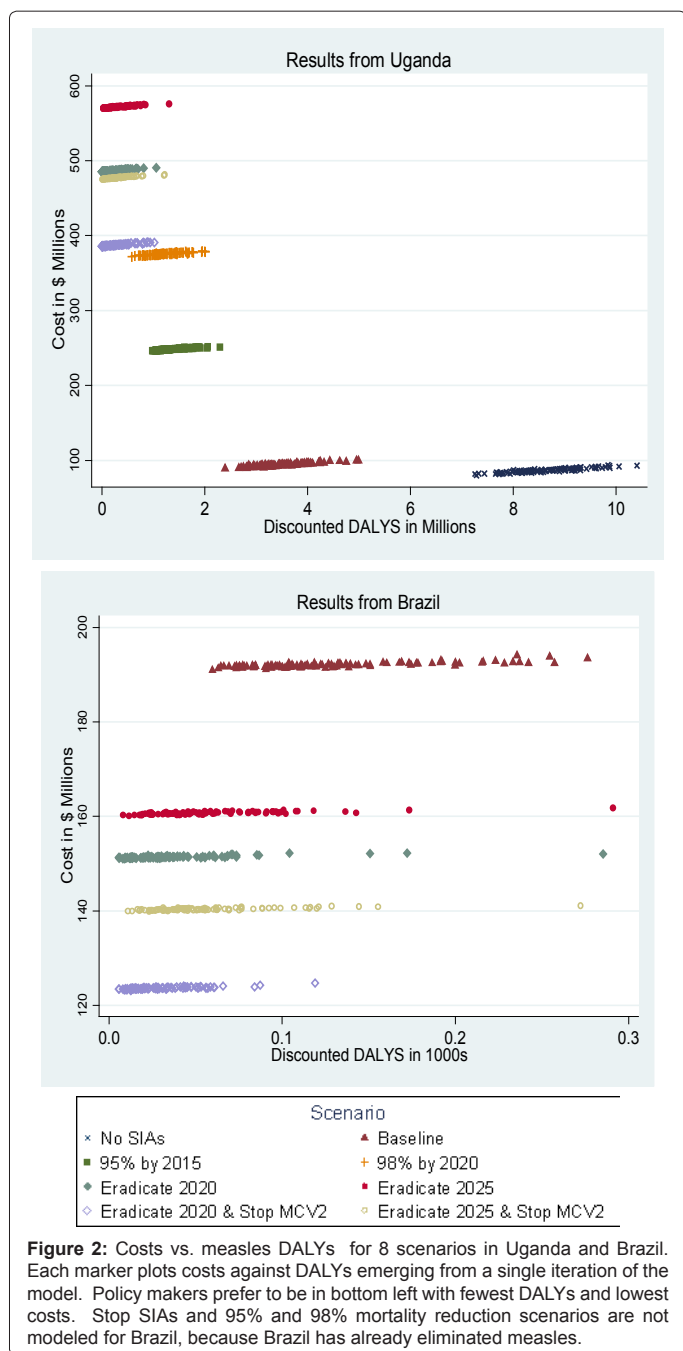 Results from Uganda
Cost in $ Millions
600
500
400
300
200
100
0
2
4
6
8
10
Discounted DALYS in Millions
Results from Brazil
Cost in $ Millions
200
180
160
140
120
0.0
0.1
0.2
0.3
Discounted DALYS in 1000s
Scenario
No SIAs
Baseline
95% by 2015
98% by 2020
Eradicate 2020
Eradicate 2025
Eradicate 2020 & Stop MCV2
Eradicate 2025 & Stop MCV2
Figure 2: Costs vs. measles DALYs for 8 scenarios in Uganda and Brazil.
Each marker plots costs against DALYs emerging from a single iteration of the
model. Policy makers prefer to be in bottom left with fewest DALYs and lowest
costs. Stop SIAs and 95% and 98% mortality reduction scenarios are not
modeled for Brazil, because Brazil has already eliminated measles.